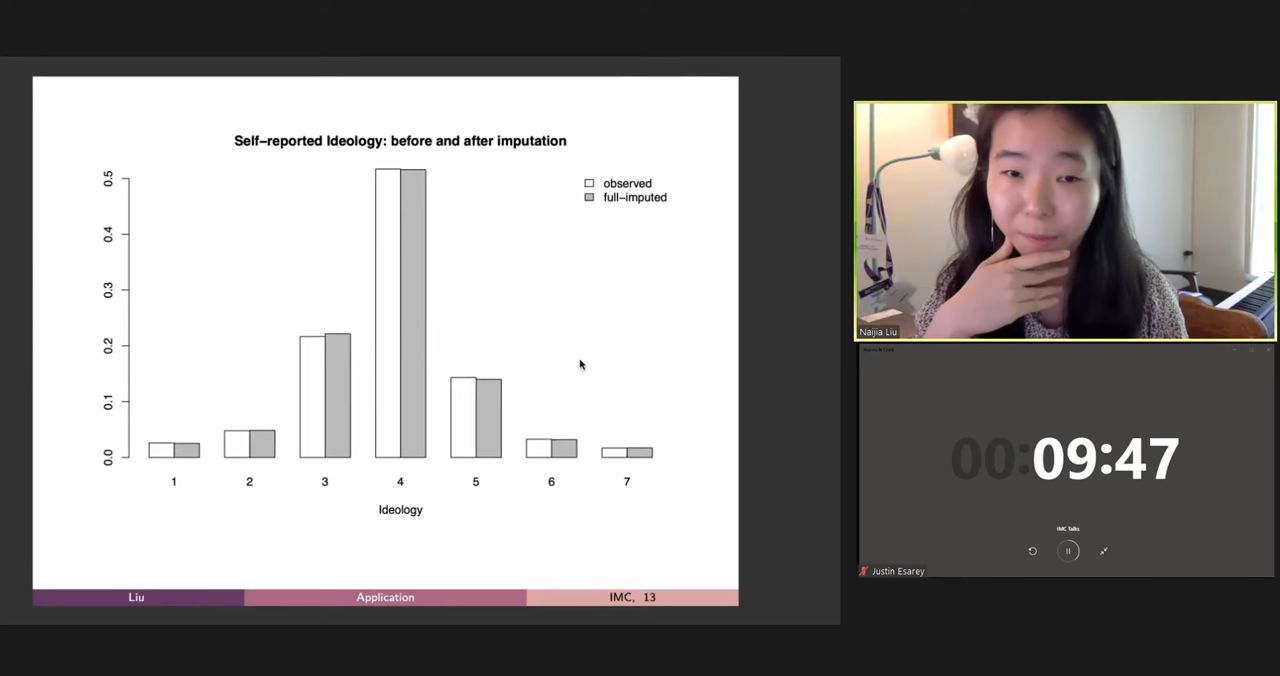 Self-reported Ideology: before and after imputation
observed
full-imputed
0.5
0.4
0.3
0.2
0.1
0.0
1 2 3 4 5 6 7
Ideology
Liu Application IMC, 13
Naijia Liu
00:09:47
IMC Talks
Justin Esarey